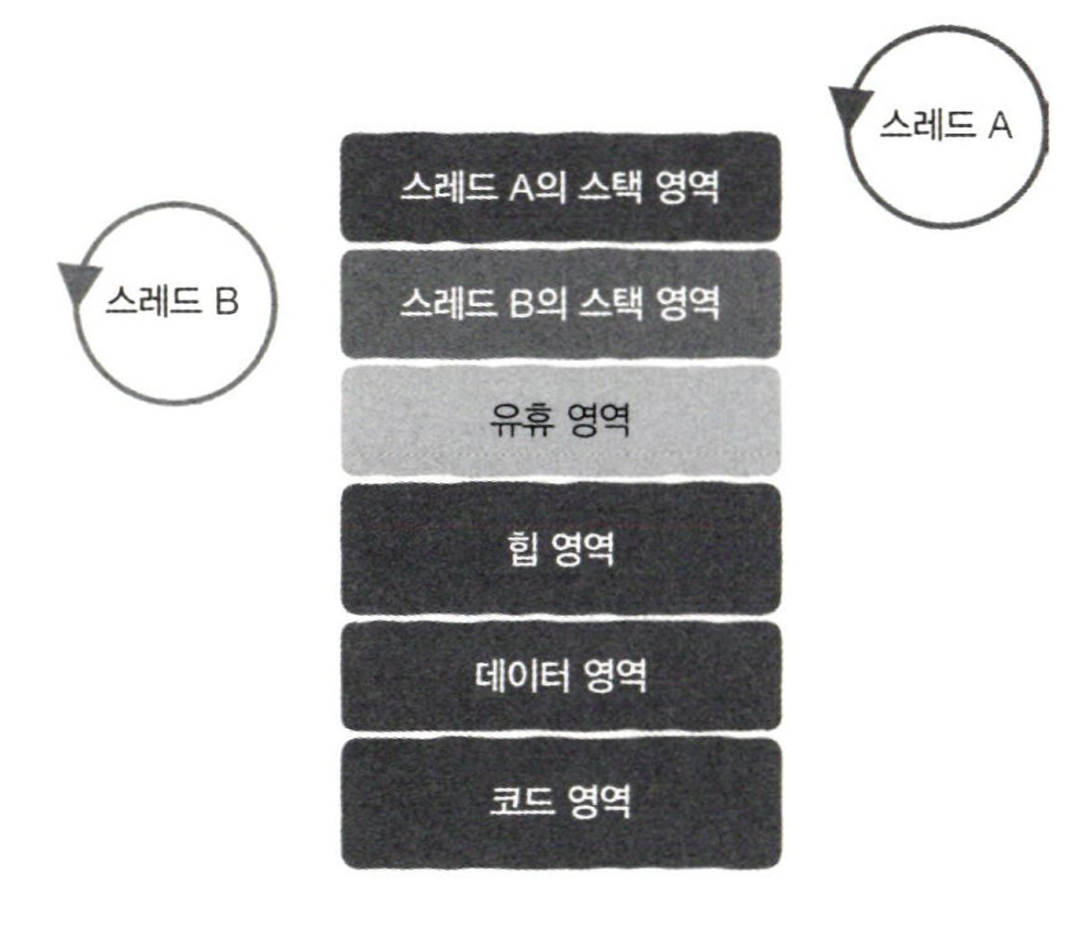 스레드 A
스레드 A의 스택 영역
스레드 B
스레드 B의 스택 영역
유휴 영역
힙 영역
데이터 영역
코드 영역